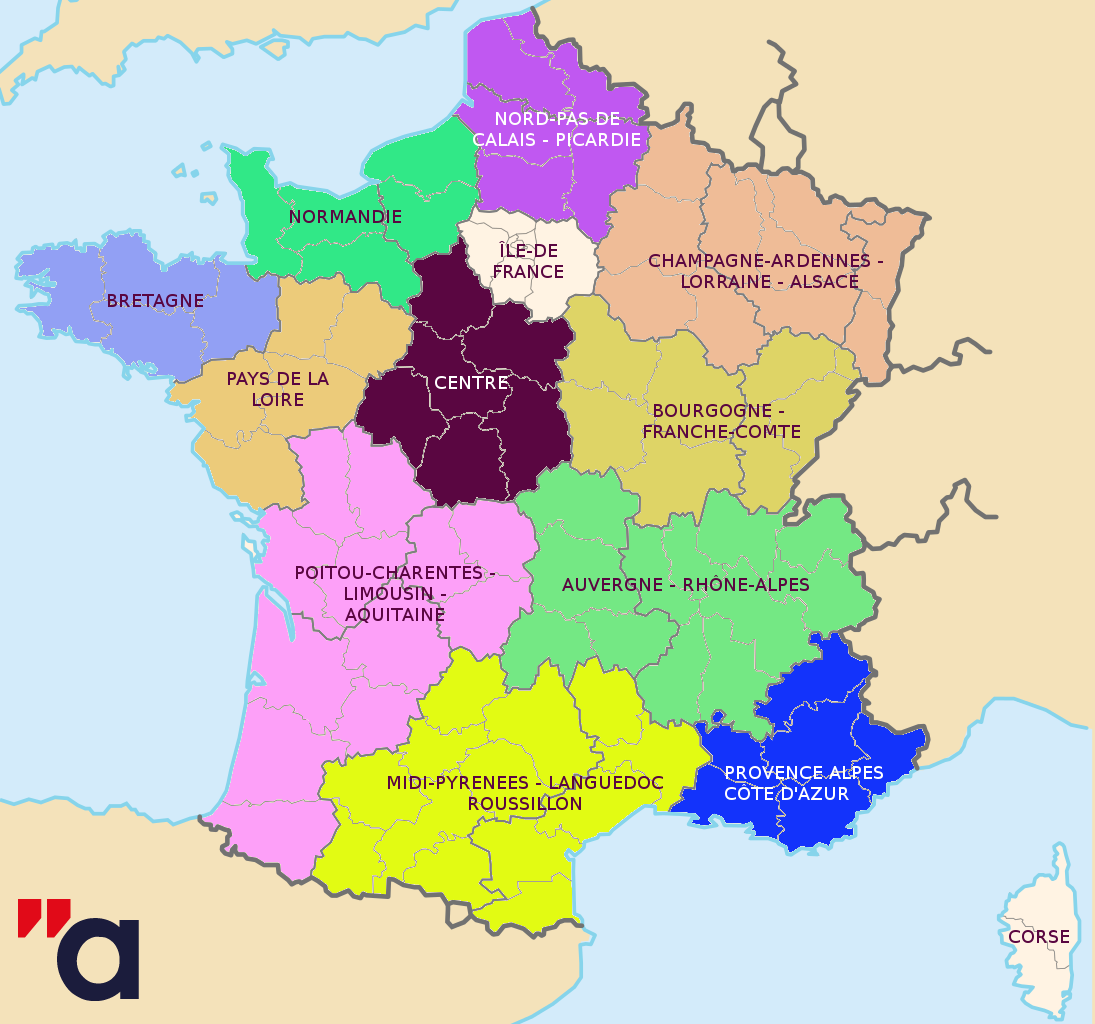 NORD-PAS DE
CALAIS - PICARDIE
NORMANDIE
ÎLE-DE
FRANCE
CHAMPAGNE-ARDENNES -
LORRAINE - ALSACE
BRETAGNE
PAYS DE LA
LOIRE
CENTRE
BOURGOGNE -
FRANCHE-COMTE
POITOU-CHARENTES -
LIMOUSIN -
AQUITAINE
AUVERGNE - RHÔNE-ALPES
MIDI-PYRENEES - LANGUEDOC
ROUSSILLON
PROVENCE ALPES
CÔTE D'AZUR
CORSE
"a